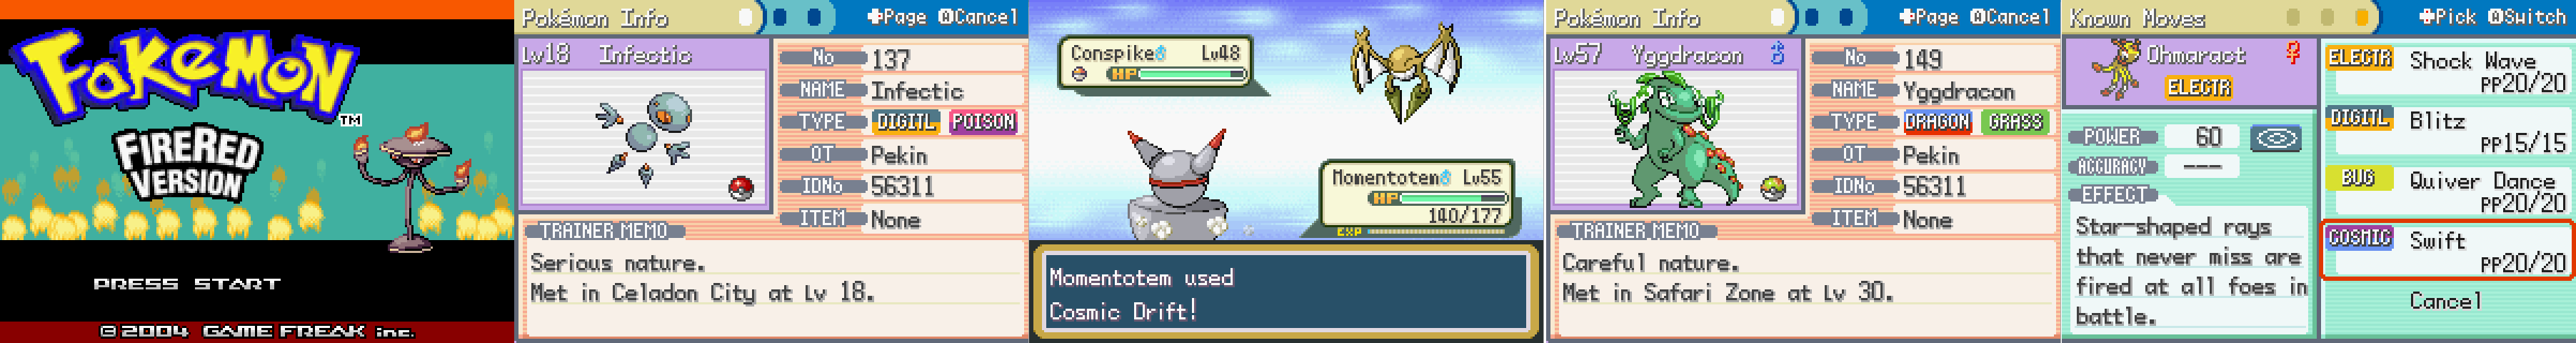 FAKEMON
TM
FIRERED
VERSION
PRESS START
© 2004 GAME FREAK inc.
Pokémon Info
Page Cancel
Lv18 Infectic
No 137
NAME Infectic
TYPE DIGITL POISON
OT Pekin
IDNo 56311
ITEM None
TRAINER MEMO
Serious nature.
Met in Celadon City at Lv 18.
Conspike♂ Lv48
HP
Momentotem♂ Lv55
HP
140/177
EXP
Momentotem used
Cosmic Drift!
Pokémon Info
Page Cancel
Lv57 Yggdracon ♂
No 149
NAME Yggdracon
TYPE DRAGON GRASS
OT Pekin
IDNo 56311
ITEM None
TRAINER MEMO
Careful nature.
Met in Safari Zone at Lv 30.
Known Moves
Pick Switch
Ohmaract ♀
ELECTR
POWER 60
ACCURACY ---
EFFECT
Star-shaped rays
that never miss are
fired at all foes in
battle.
ELECTR Shock Wave
PP20/20
DIGITL Blitz
PP15/15
BUG Quiver Dance
PP20/20
COSMIC Swift
PP20/20
Cancel